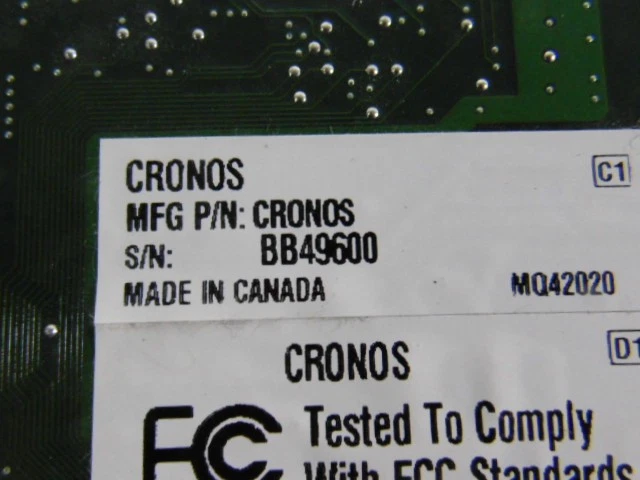 CRONOS
C1
MFG P/N: CRONOS
S/N: BB49600
MADE IN CANADA MQ42020
CRONOS
D1
FC
Tested To Comply
With FCC Standards